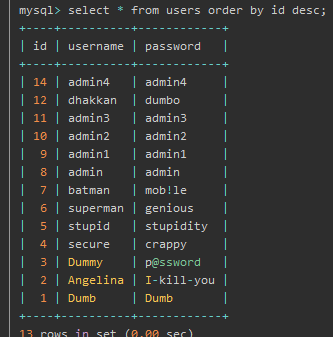 mysql> select * from users order by id desc;
+----+----------+------------+
| id | username | password   |
+----+----------+------------+
| 14 | admin4   | admin4     |
| 12 | dhakkan  | dumbo      |
| 11 | admin3   | admin3     |
| 10 | admin2   | admin2     |
|  9 | admin1   | admin1     |
|  8 | admin    | admin      |
|  7 | batman   | mob!le     |
|  6 | superman | genious    |
|  5 | stupid   | stupidity  |
|  4 | secure   | crappy     |
|  3 | Dummy    | p@ssword   |
|  2 | Angelina | I-kill-you |
|  1 | Dumb     | Dumb       |
+----+----------+------------+
13 rows in set (0.00 sec)